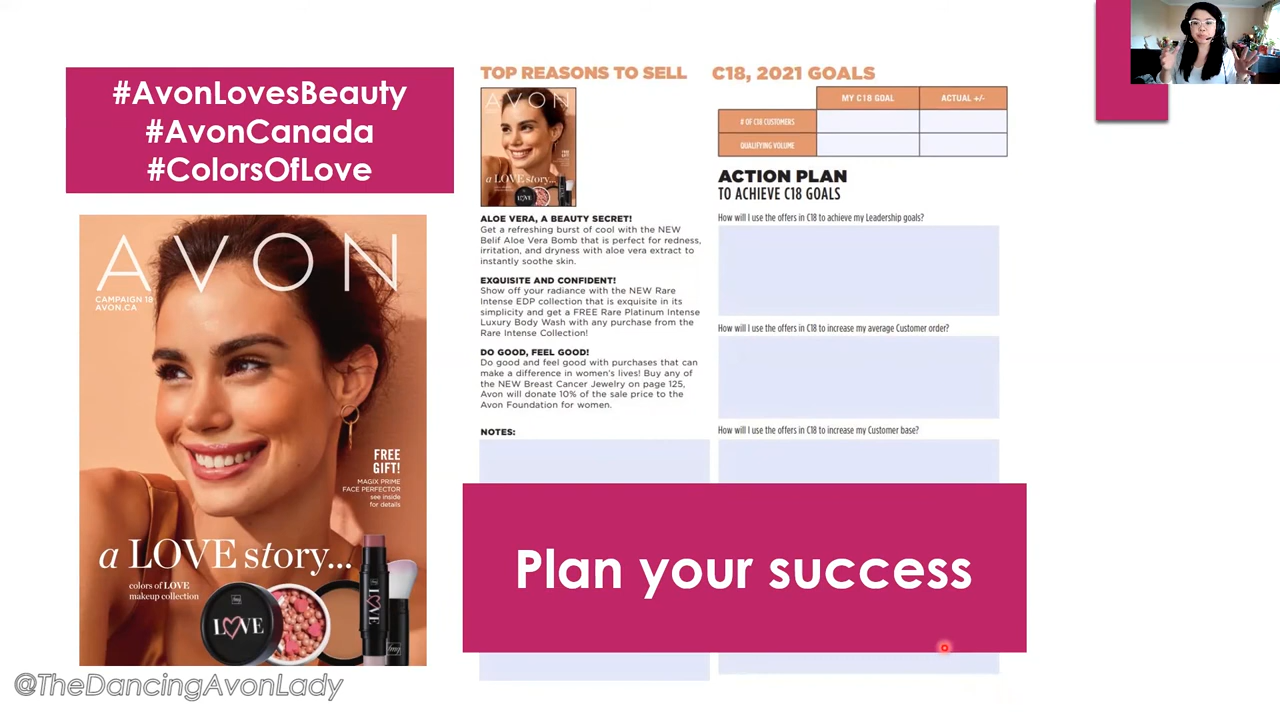 #AvonLovesBeauty
#AvonCanada
#ColorsOfLove
AVON
CAMPAIGN 18
AVON.CA
FREE
GIFT!
MAGIX PRIME
FACE PERFECTOR
see inside
for details
a LOVE story...
colors of LOVE
makeup collection
LOVE
LOVE
fmg
@TheDancingAvonLady
TOP REASONS TO SELL
AVON
FREE
GIFT!
a LOVE story...
LOVE
ALOE VERA, A BEAUTY SECRET!
Get a refreshing burst of cool with the NEW
Belif Aloe Vera Bomb that is perfect for redness,
irritation, and dryness with aloe vera extract to
instantly soothe skin.
EXQUISITE AND CONFIDENT!
Show off your radiance with the NEW Rare
Intense EDP collection that is exquisite in its
simplicity and get a FREE Rare Platinum Intense
Luxury Body Wash with any purchase from the
Rare Intense Collection!
DO GOOD, FEEL GOOD!
Do good and feel good with purchases that can
make a difference in women's lives! Buy any of
the NEW Breast Cancer Jewelry on page 125,
Avon will donate 10% of the sale price to the
Avon Foundation for women.
NOTES:
C18, 2021 GOALS
MY C18 GOAL
ACTUAL +/-
# OF C18 CUSTOMERS
QUALIFYING VOLUME
ACTION PLAN
TO ACHIEVE C18 GOALS
How will I use the offers in C18 to achieve my Leadership goals?
How will I use the offers in C18 to increase my average Customer order?
How will I use the offers in C18 to increase my Customer base?
Plan your success